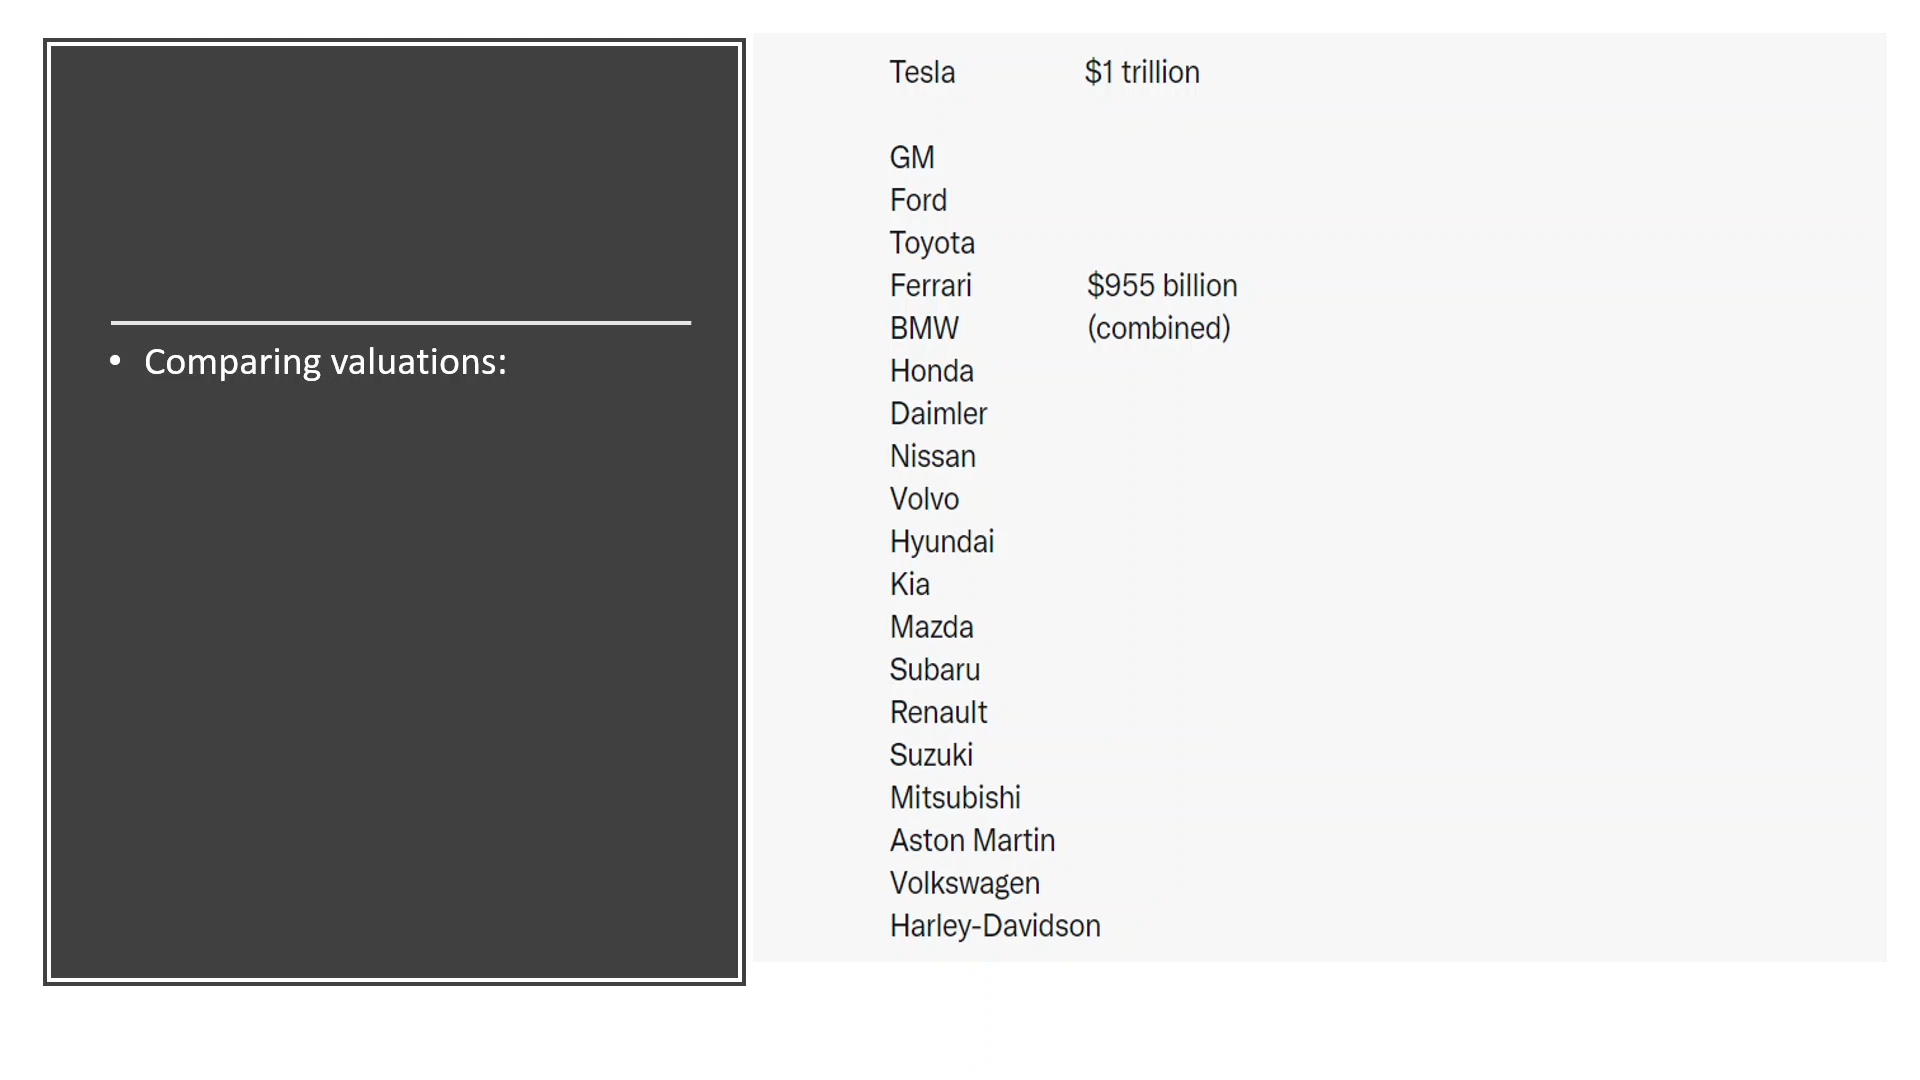 • Comparing valuations:
Tesla $1 trillion
GM
Ford
Toyota
Ferrari $955 billion
BMW (combined)
Honda
Daimler
Nissan
Volvo
Hyundai
Kia
Mazda
Subaru
Renault
Suzuki
Mitsubishi
Aston Martin
Volkswagen
Harley-Davidson